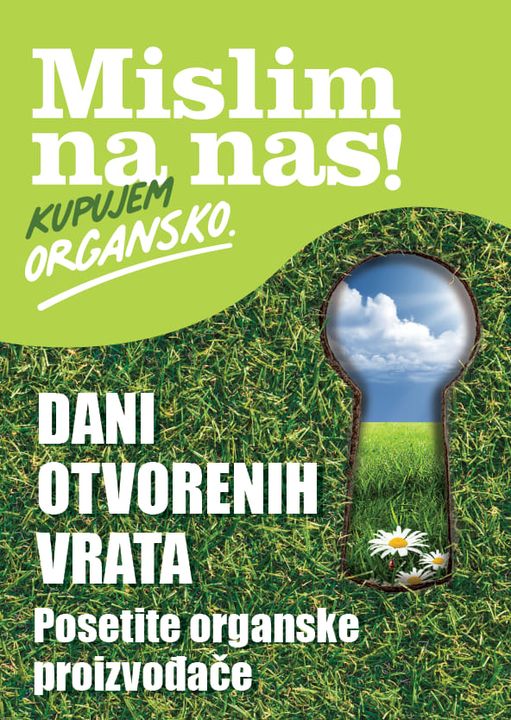 Mislim
na nas!
KUPUJEM
ORGANSKO.
DANI
OTVORENIH
VRATA
Posetite organske
proizvođače